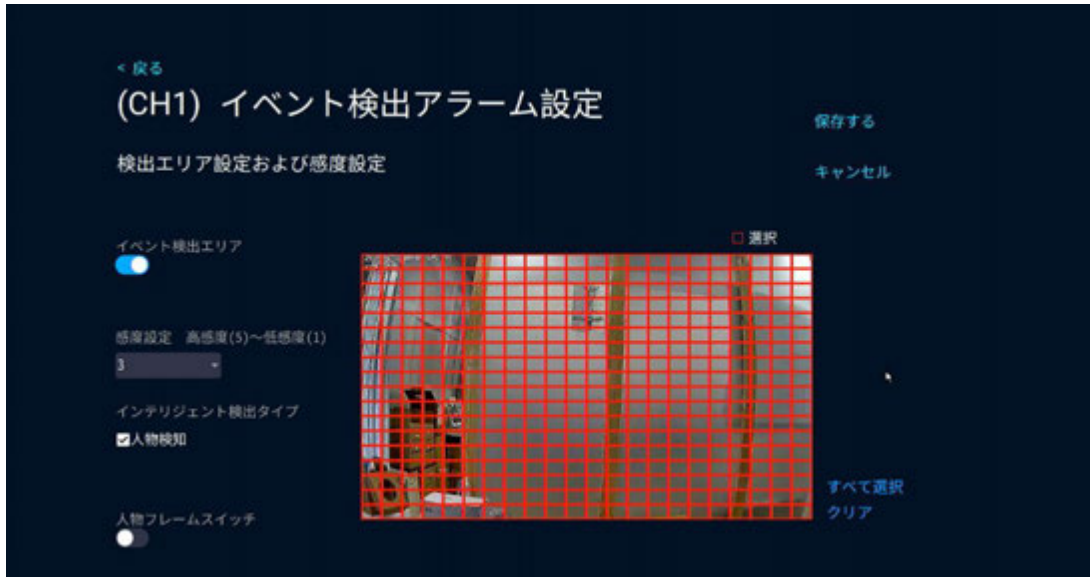 < 戻る
(CH1) イベント検出アラーム設定
保存する
検出エリア設定および感度設定
キャンセル
イベント検出エリア
選択
感度設定 高感度(5)～低感度(1)
3
インテリジェント検出タイプ
人物検知
すべて選択
クリア
人物フレームスイッチ